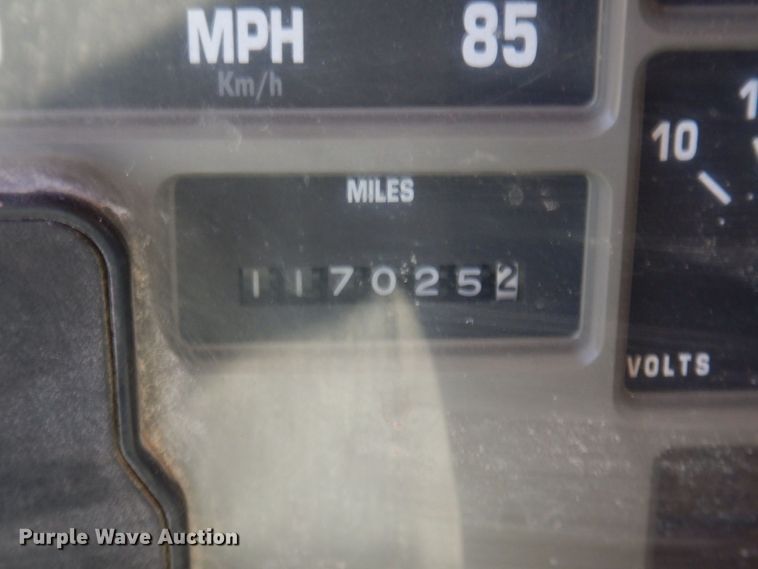 MPH 85
Km/h
10
MILES
1170252
VOLTS
Purple Wave Auction